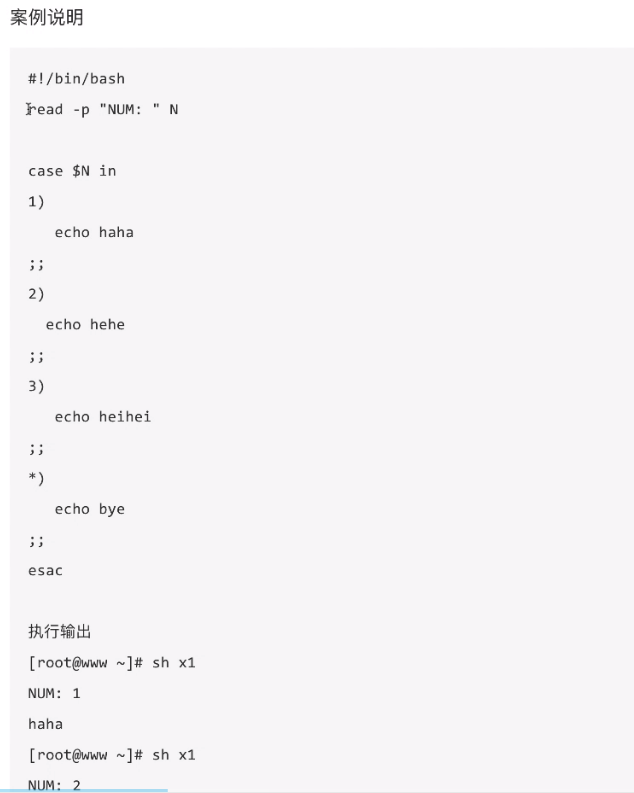 案例说明
#!/bin/bash
read -p "NUM: " N
case $N in
1)
   echo haha
;;
2)
  echo hehe
;;
3)
   echo heihei
;;
*)
   echo bye
;;
esac
执行输出
[root@www ~]# sh x1
NUM: 1
haha
[root@www ~]# sh x1
NUM: 2